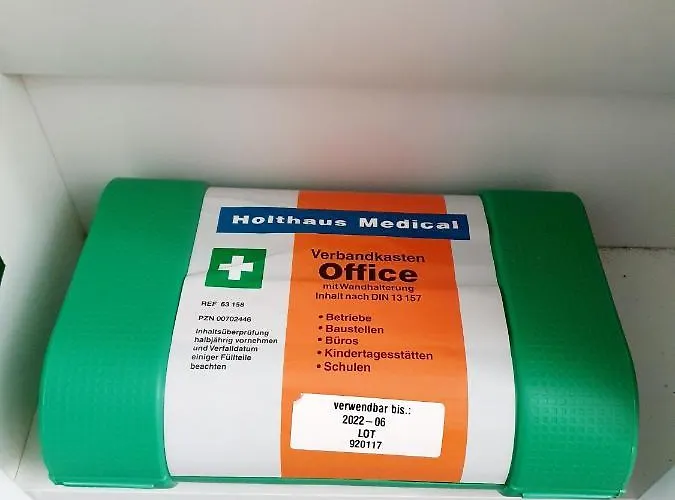 Holthaus Medical
Verbandkasten
Office
mit Wandhalterung
Inhalt nach DIN 13 157
REF 63 158
PZN 00702446
Inhaltsüberprüfung
halbjährig vornehmen
und Verfalldatum
einiger Füllteile
beachten
• Betriebe
• Baustellen
• Büros
• Kindertagesstätten
• Schulen
verwendbar bis.:
2022-06
LOT
920117